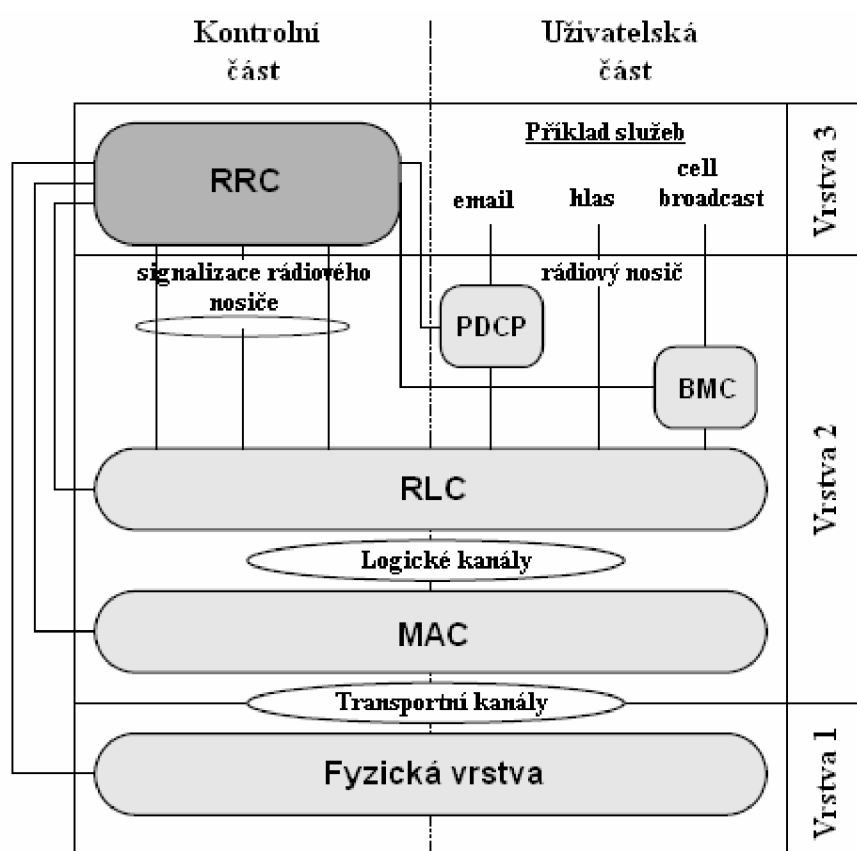 Kontrolní
část
Uživatelská
část
RRC
Příklad služeb
cell
email
hlas
broadcast
Vrstva 3
signalizace rádiového
nosiče
rádiový nosič
PDCP
BMC
Vrstva 2
RLC
Logické kanály
MAC
Transportní kanály
Fyzická vrstva
Vrstva 1